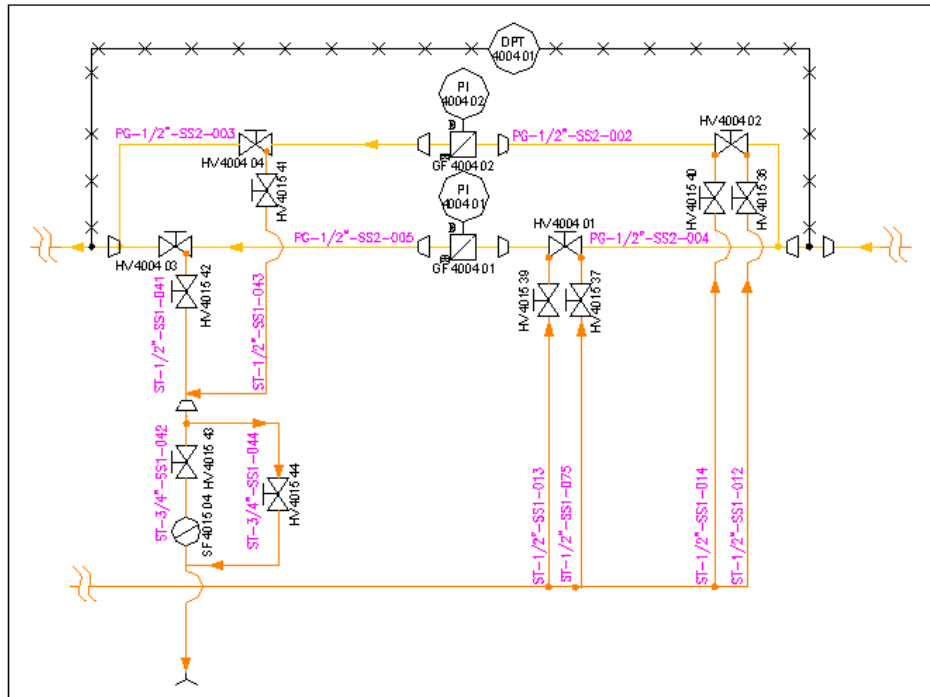 DPT
400401
PI
400402
HV400402
PG-1/2"-SS2-003
PG-1/2"-SS2-002
HV400404
GF400402
HV401541
HV401540
HV401536
PI
400401
HV400401
PG-1/2"-SS2-005
PG-1/2"-SS2-004
HV400403
GF400401
HV401542
HV401539
HV401537
ST-1/2"-SS1-041
ST-1/2"-SS1-043
ST-3/4"-SS1-042
HV401543
ST-3/4"-SS1-044
HV401544
SF401504
ST-1/2"-SS1-013
ST-1/2"-SS1-075
ST-1/2"-SS1-014
ST-1/2"-SS1-012